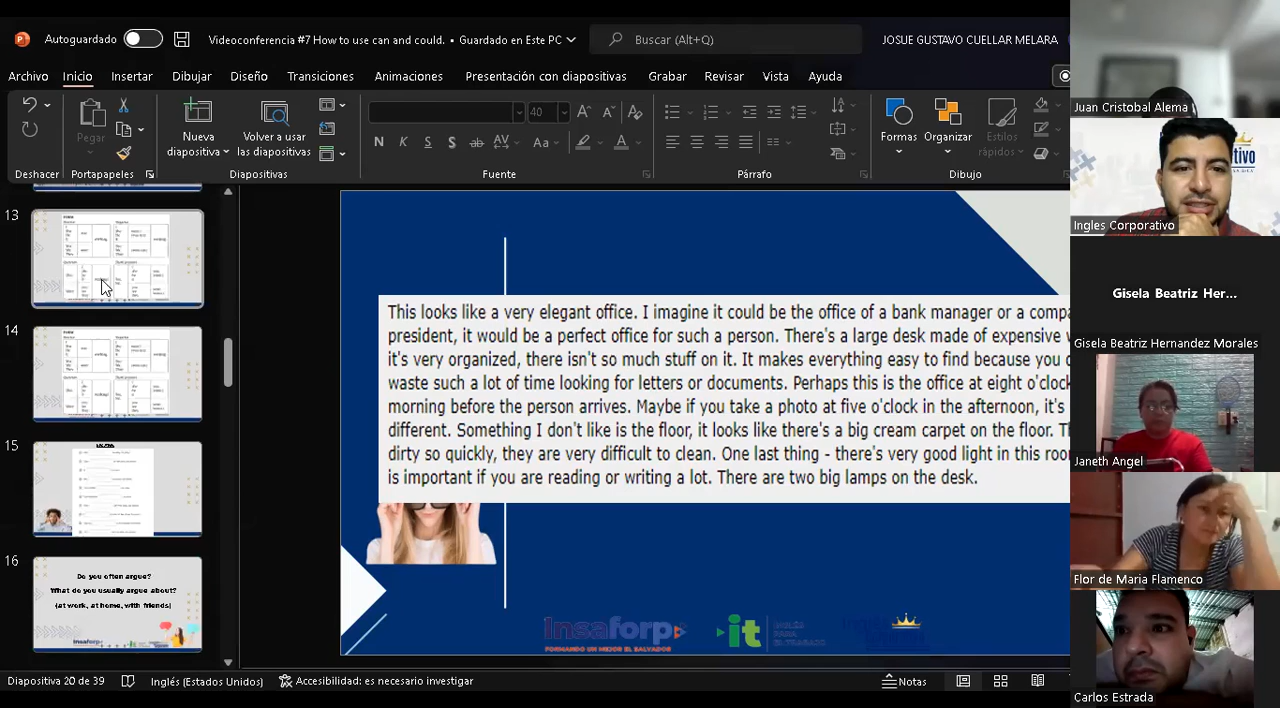 Autoguardado
Videoconferencia #7 How to use can and could. • Guardado en Este PC
Buscar (Alt+Q)
JOSUE GUSTAVO CUELLAR MELARA
Archivo Inicio Insertar Dibujar Diseño Transiciones Animaciones Presentación con diapositivas Grabar Revisar Vista Ayuda
Pegar
Nueva diapositiva
Volver a usar las diapositivas
40
N K S S ab AV Aa A
Formas Organizar Estilos rápidos
Deshacer Portapapeles Diapositivas Fuente Párrafo Dibujo
13
14
15
16
Do you often argue?
What do you usually argue about?
(at work, at home, with friends)
This looks like a very elegant office. I imagine it could be the office of a bank manager or a compa
president, it would be a perfect office for such a person. There's a large desk made of expensive
it's very organized, there isn't so much stuff on it. It makes everything easy to find because you
waste such a lot of time looking for letters or documents. Perhaps this is the office at eight o'clock
morning before the person arrives. Maybe if you take a photo at five o'clock in the afternoon, it's
different. Something I don't like is the floor, it looks like there's a big cream carpet on the floor.
dirty so quickly, they are very difficult to clean. One last thing - there's very good light in this
is important if you are reading or writing a lot. There are two big lamps on the desk.
Insaforp
FORMANDO UN MEJOR EL SALVADOR
it
INGLÉS
PARA
EL TRABAJO
Diapositiva 20 de 39
Inglés (Estados Unidos)
Accesibilidad: es necesario investigar
Notas
Juan Cristobal Alema
Ingles Corporativo
Gisela Beatriz Her...
Gisela Beatriz Hernandez Morales
Janeth Angel
Flor de Maria Flamenco
Carlos Estrada